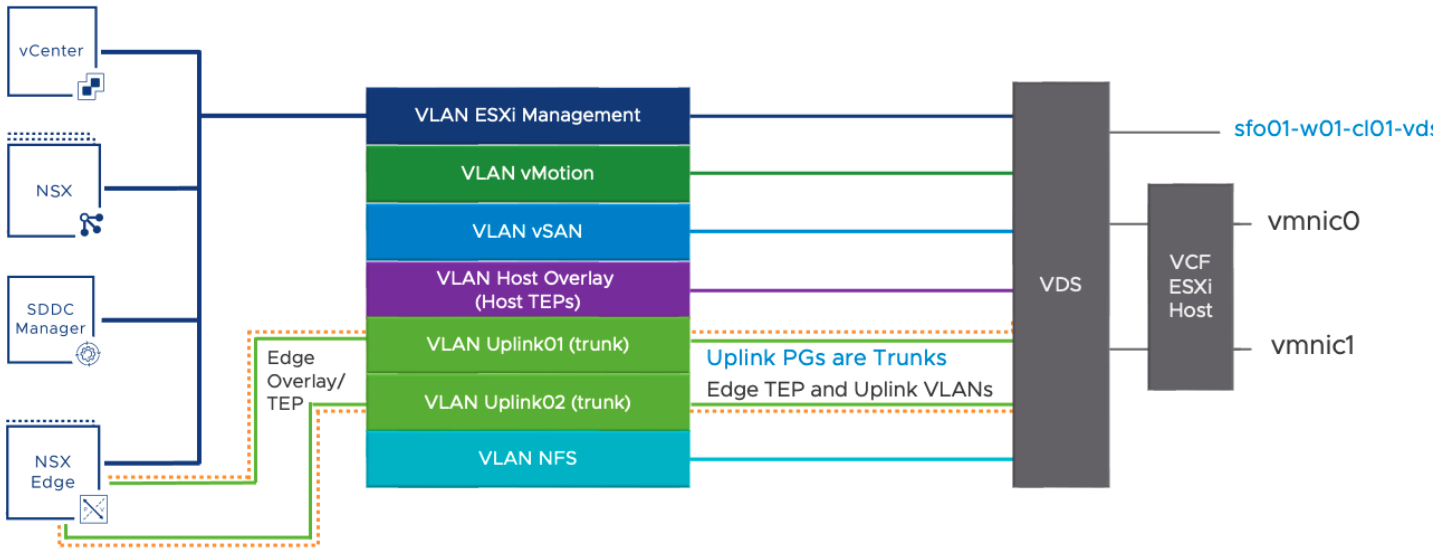 vCenter
NSX
SDDC
Manager
NSX
Edge
Edge
Overlay/
TEP
VLAN ESXi Management
VLAN vMotion
VLAN vSAN
VLAN Host Overlay
(Host TEPs)
VLAN Uplink01 (trunk)
VLAN Uplink02 (trunk)
VLAN NFS
Uplink PGs are Trunks
Edge TEP and Uplink VLANs
VDS
sfo01-w01-cl01-vds
VCF
ESXi
Host
vmnic0
vmnic1